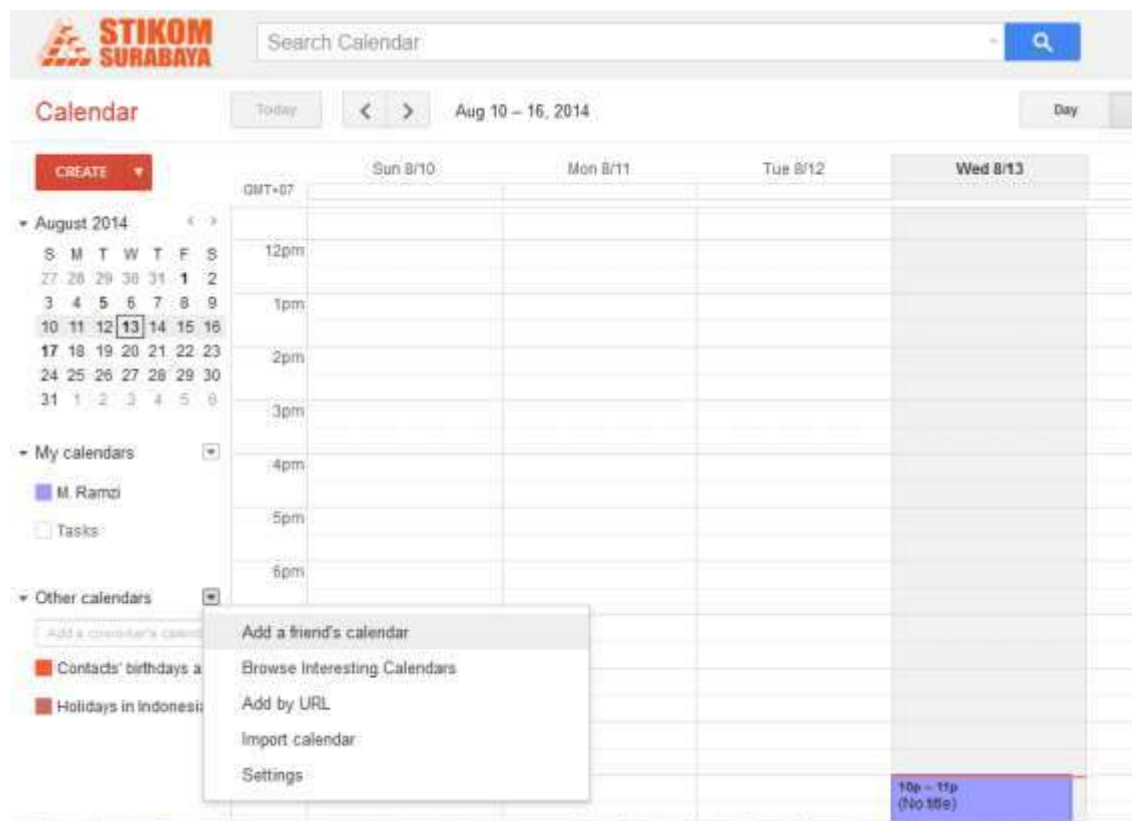 STIKOM
SURABAYA
Search Calendar
Calendar
Today
Aug 10 – 16, 2014
Day
CREATE
GMT+07
Sun 8/10
Mon 8/11
Tue 8/12
Wed 8/13
August 2014
S M T W T F S
27 28 29 30 31 1 2
3 4 5 6 7 8 9
10 11 12 13 14 15 16
17 18 19 20 21 22 23
24 25 26 27 28 29 30
31 1 2 3 4 5 6
12pm
1pm
2pm
3pm
4pm
5pm
6pm
My calendars
M. Ramzi
Tasks
Other calendars
Add a coworker's calend
Contacts' birthdays a
Holidays in Indonesia
Add a friend's calendar
Browse Interesting Calendars
Add by URL
Import calendar
Settings
10p – 11p
(No title)